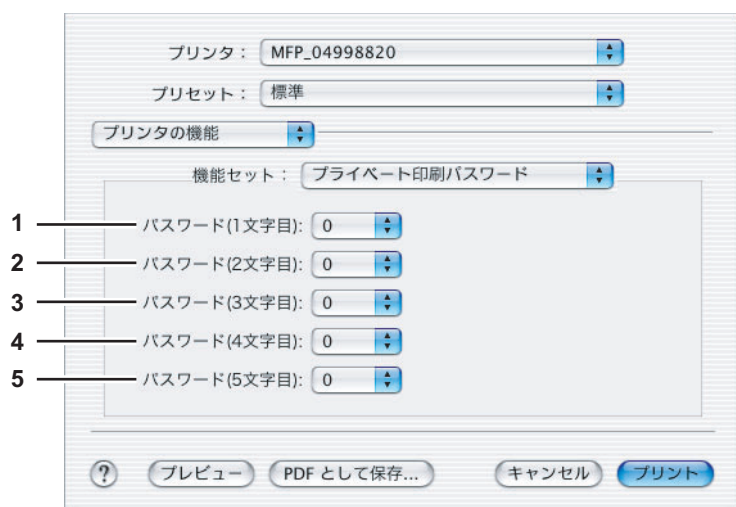 プリンタ： MFP_04998820
プリセット： 標準
プリンタの機能
機能セット： プライベート印刷パスワード
1 パスワード(1文字目): 0
2 パスワード(2文字目): 0
3 パスワード(3文字目): 0
4 パスワード(4文字目): 0
5 パスワード(5文字目): 0
? プレビュー PDF として保存... キャンセル プリント